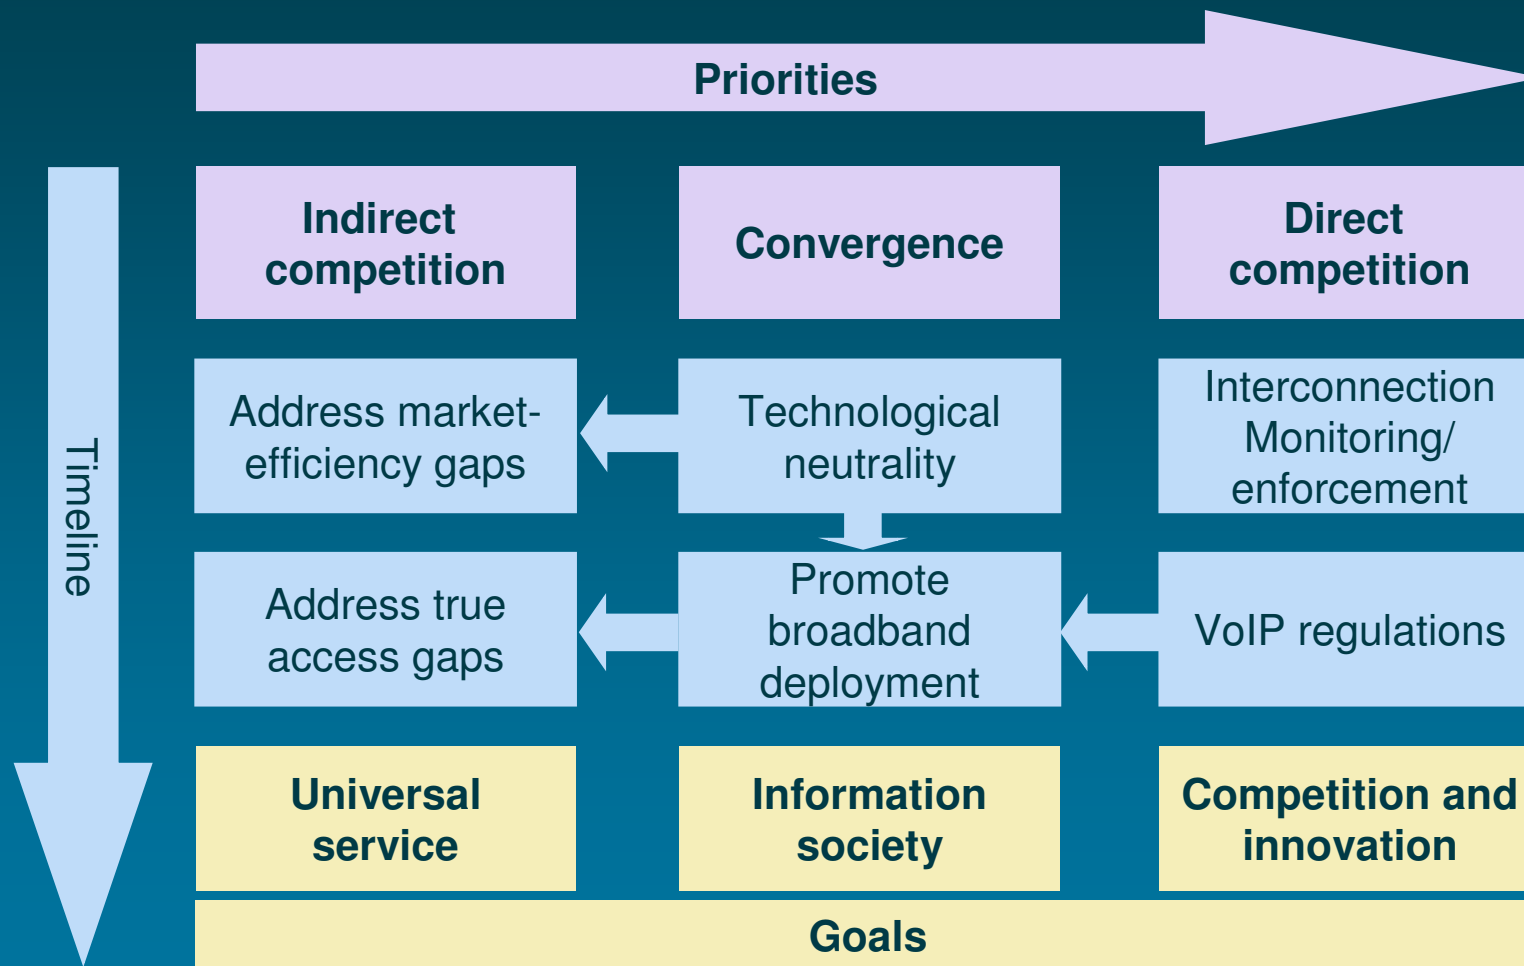 Priorities
Indirect
competition
Convergence
Direct
competition
Timeline
Address market-
efficiency gaps
Technological
neutrality
Interconnection
Monitoring/
enforcement
Address true
access gaps
Promote
broadband
deployment
VoIP regulations
Universal
service
Information
society
Competition and
innovation
Goals